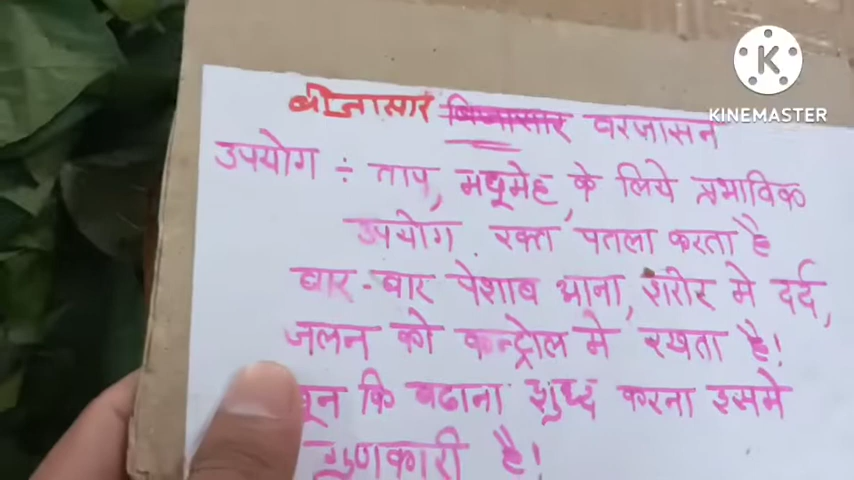 K
KINEMASTER
बीजासार बिजासार वरजासन
उपयोग ÷ ताप, मधूमेह, के लिये प्रभाविक
उपयोग . रक्त पतला करता है
बार - बार पेशाब आना, शरीर मे दर्द,
जलन को कन्ट्रोल मे रखता है!
खून कि बढाना शुध्द करना इसमे
गुणकारी है!